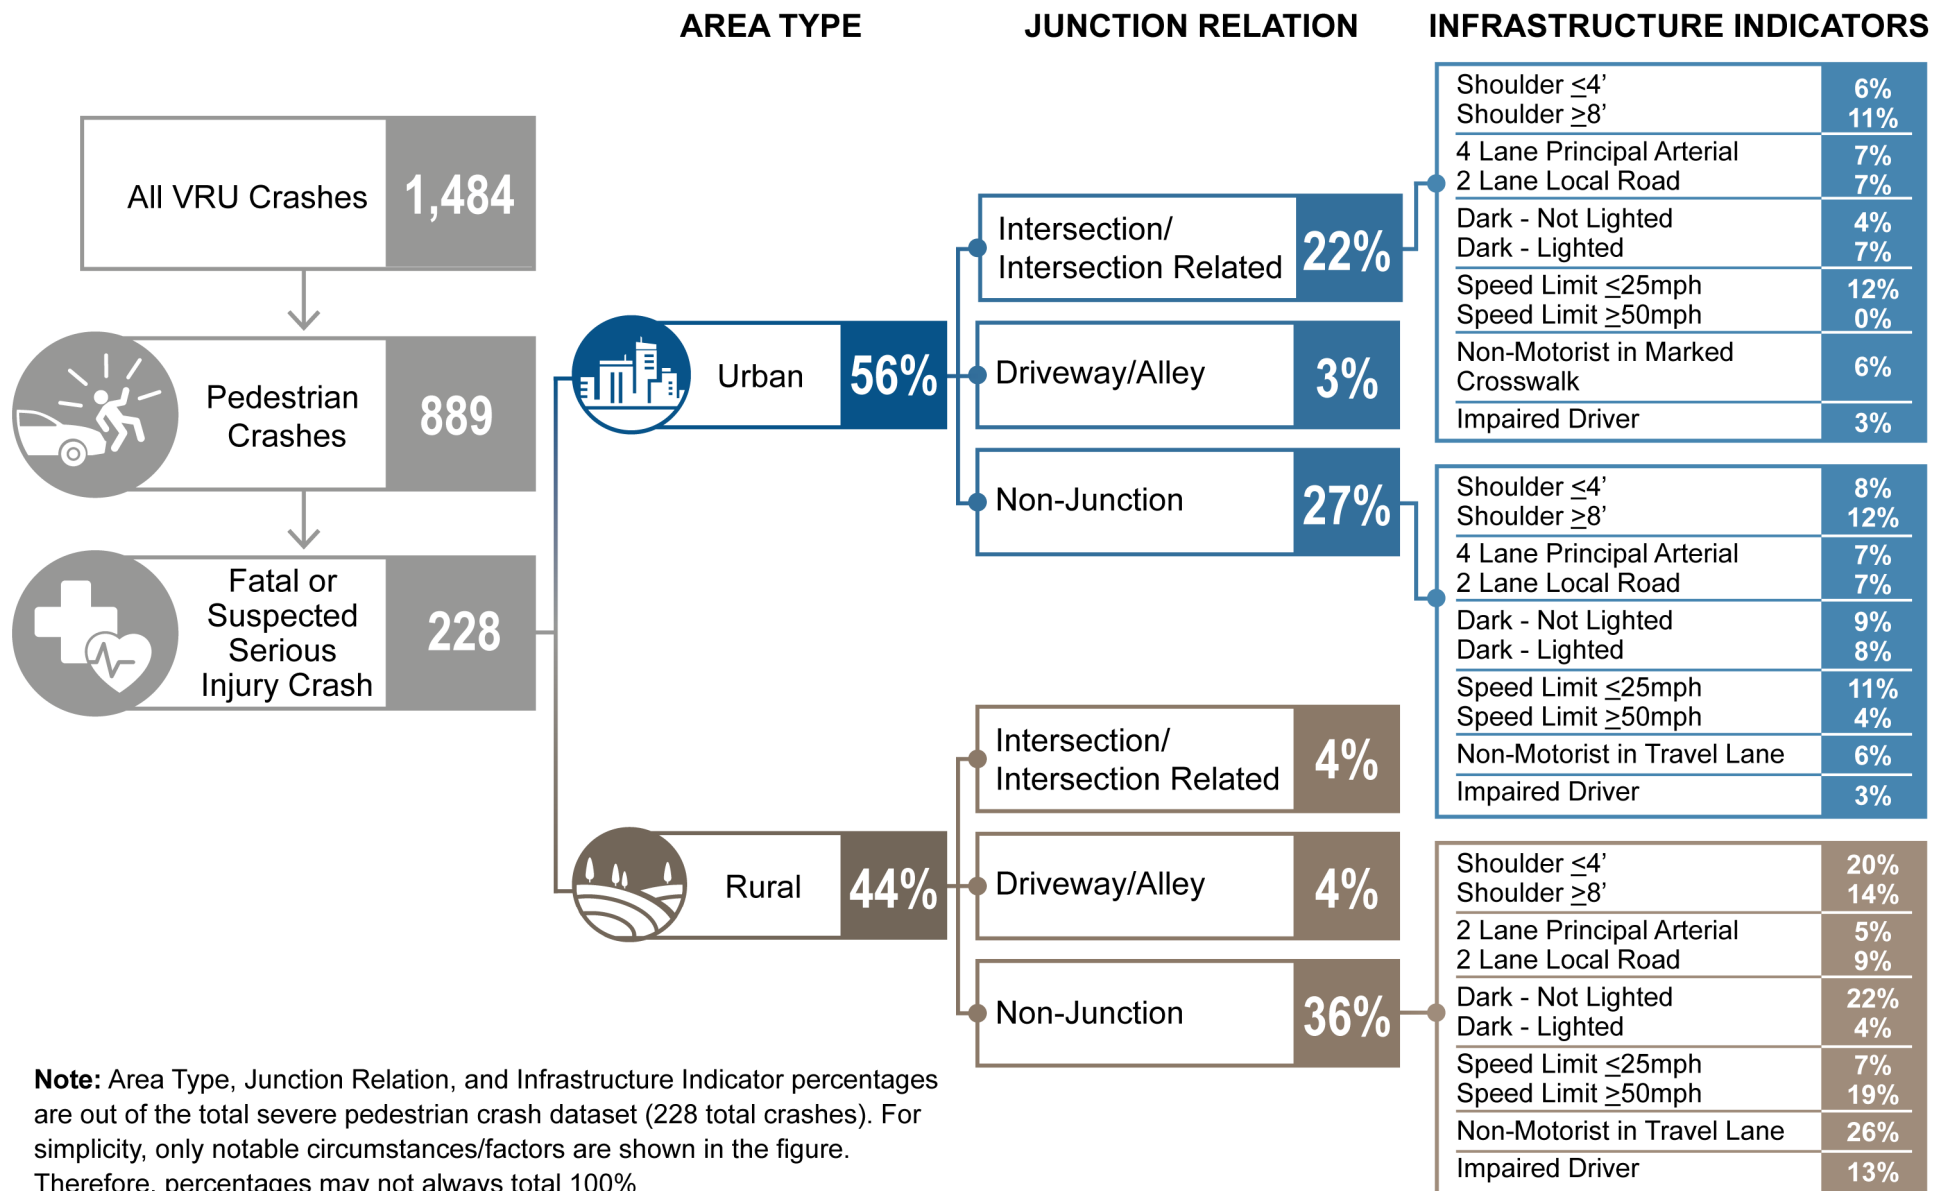 AREA TYPE
JUNCTION RELATION
INFRASTRUCTURE INDICATORS
All VRU Crashes
1,484
Pedestrian
Crashes
889
Fatal or
Suspected
Serious
Injury Crash
228
Urban
56%
Intersection/
Intersection Related
22%
Driveway/Alley
3%
Non-Junction
27%
Shoulder ≤4’
6%
Shoulder ≥8’
11%
4 Lane Principal Arterial
7%
2 Lane Local Road
7%
Dark - Not Lighted
4%
Dark - Lighted
7%
Speed Limit ≤25mph
12%
Speed Limit ≥50mph
0%
Non-Motorist in Marked
Crosswalk
6%
Impaired Driver
3%
Shoulder ≤4’
8%
Shoulder ≥8’
12%
4 Lane Principal Arterial
7%
2 Lane Local Road
7%
Dark - Not Lighted
9%
Dark - Lighted
8%
Speed Limit ≤25mph
11%
Speed Limit ≥50mph
4%
Non-Motorist in Travel Lane
6%
Impaired Driver
3%
Rural
44%
Intersection/
Intersection Related
4%
Driveway/Alley
4%
Non-Junction
36%
Shoulder ≤4’
20%
Shoulder ≥8’
14%
2 Lane Principal Arterial
5%
2 Lane Local Road
9%
Dark - Not Lighted
22%
Dark - Lighted
4%
Speed Limit ≤25mph
7%
Speed Limit ≥50mph
19%
Non-Motorist in Travel Lane
26%
Impaired Driver
13%
Note: Area Type, Junction Relation, and Infrastructure Indicator percentages
are out of the total severe pedestrian crash dataset (228 total crashes). For
simplicity, only notable circumstances/factors are shown in the figure.
Therefore, percentages may not always total 100%